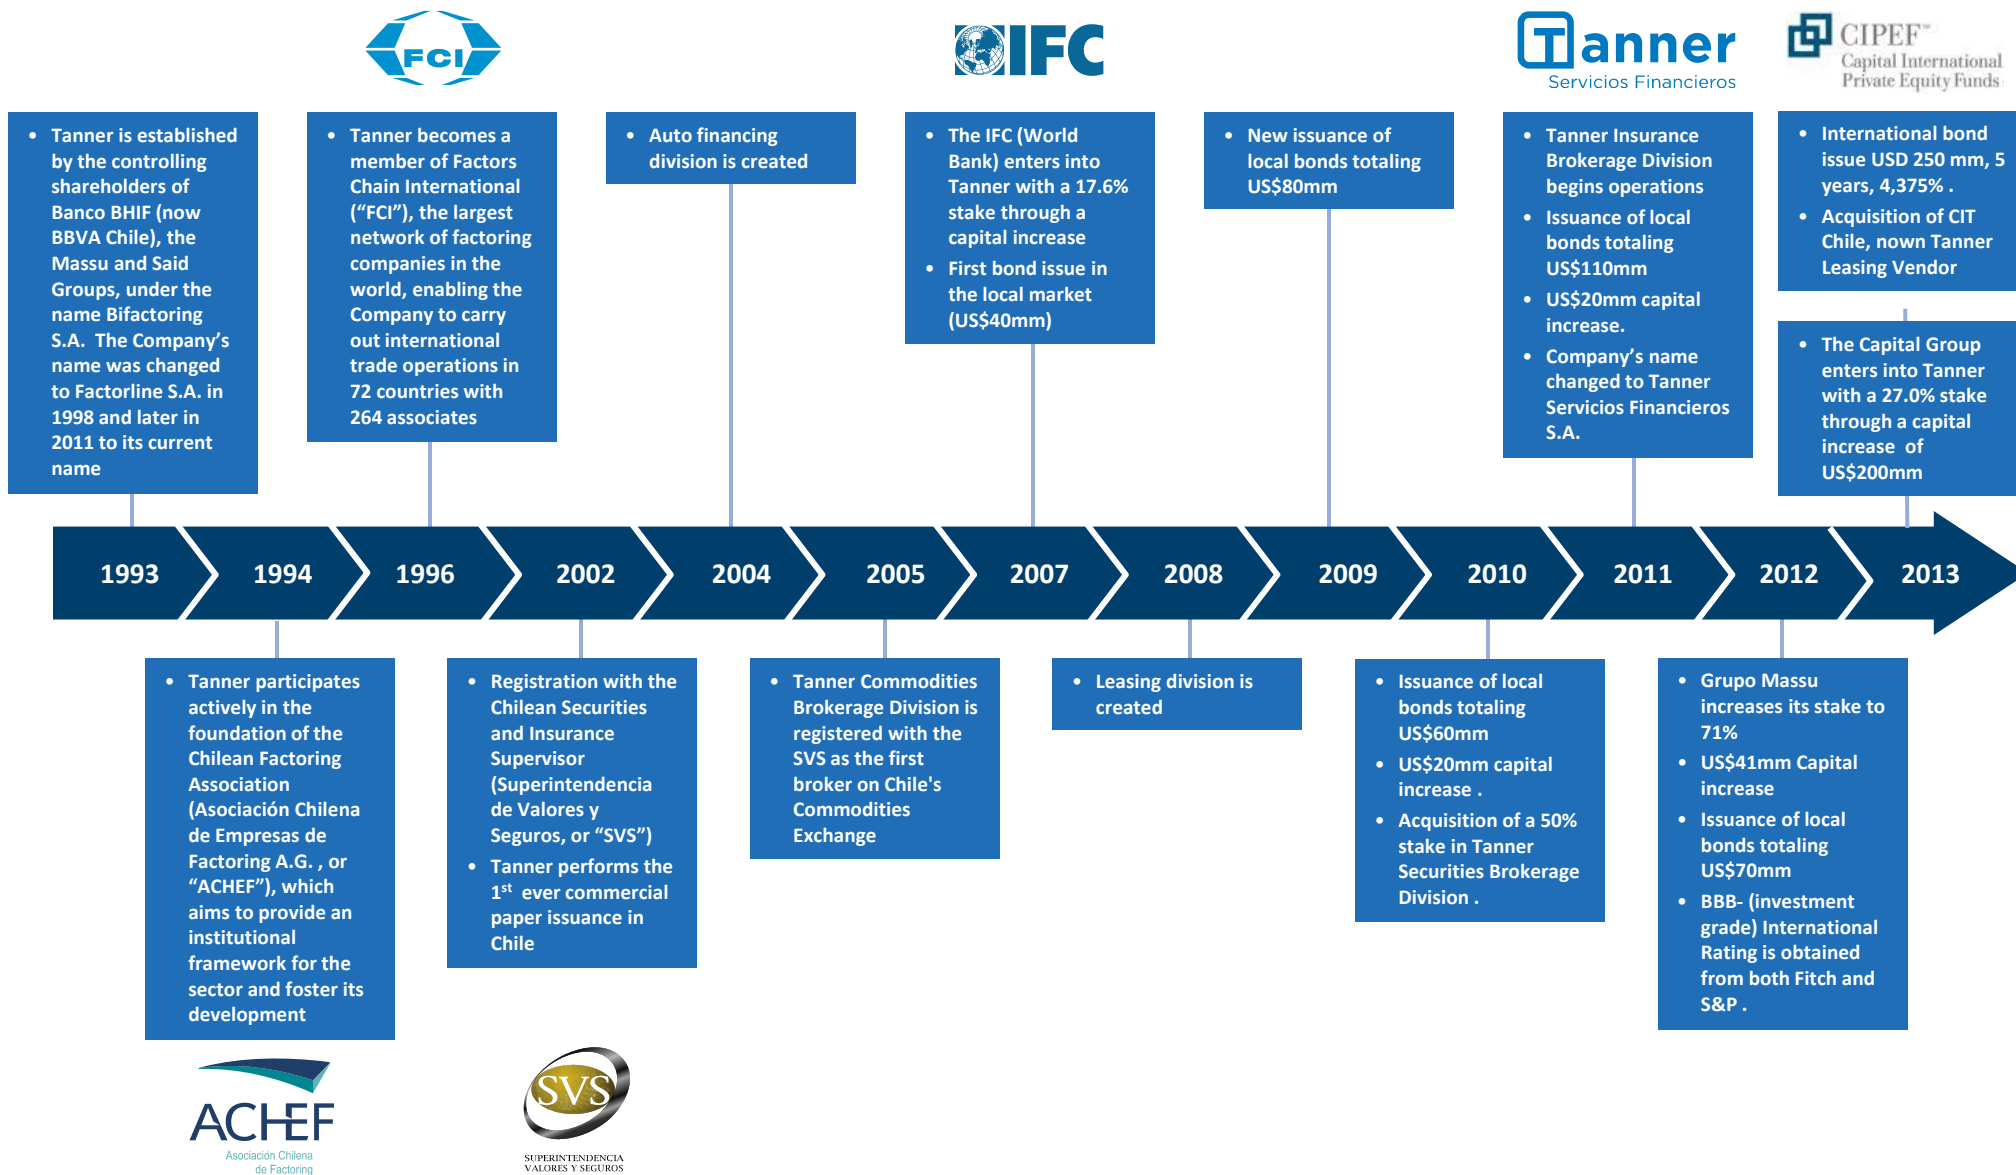 FCI
IFC
Tanner
Servicios Financieros
CIPEF℠
Capital International
Private Equity Funds
• Tanner is established
by the controlling
shareholders of
Banco BHIF (now
BBVA Chile), the
Massu and Said
Groups, under the
name Bifactoring
S.A. The Company’s
name was changed
to Factorline S.A. in
1998 and later in
2011 to its current
name
• Tanner becomes a
member of Factors
Chain International
(“FCI”), the largest
network of factoring
companies in the
world, enabling the
Company to carry
out international
trade operations in
72 countries with
264 associates
• Auto financing
division is created
• The IFC (World
Bank) enters into
Tanner with a 17.6%
stake through a
capital increase
• First bond issue in
the local market
(US$40mm)
• New issuance of
local bonds totaling
US$80mm
• Tanner Insurance
Brokerage Division
begins operations
• Issuance of local
bonds totaling
US$110mm
• US$20mm capital
increase.
• Company’s name
changed to Tanner
Servicios Financieros
S.A.
• International bond
issue USD 250 mm, 5
years, 4,375% .
• Acquisition of CIT
Chile, nown Tanner
Leasing Vendor
• The Capital Group
enters into Tanner
with a 27.0% stake
through a capital
increase of
US$200mm
1993
1994
1996
2002
2004
2005
2007
2008
2009
2010
2011
2012
2013
• Tanner participates
actively in the
foundation of the
Chilean Factoring
Association
(Asociación Chilena
de Empresas de
Factoring A.G. , or
“ACHEF”), which
aims to provide an
institutional
framework for the
sector and foster its
development
• Registration with the
Chilean Securities
and Insurance
Supervisor
(Superintendencia
de Valores y
Seguros, or “SVS”)
• Tanner performs the
1st ever commercial
paper issuance in
Chile
• Tanner Commodities
Brokerage Division is
registered with the
SVS as the first
broker on Chile's
Commodities
Exchange
• Leasing division is
created
• Issuance of local
bonds totaling
US$60mm
• US$20mm capital
increase .
• Acquisition of a 50%
stake in Tanner
Securities Brokerage
Division .
• Grupo Massu
increases its stake to
71%
• US$41mm Capital
increase
• Issuance of local
bonds totaling
US$70mm
• BBB- (investment
grade) International
Rating is obtained
from both Fitch and
S&P .
ACHEF
Asociación Chilena
de Factoring
SVS
SUPERINTENDENCIA
VALORES Y SEGUROS